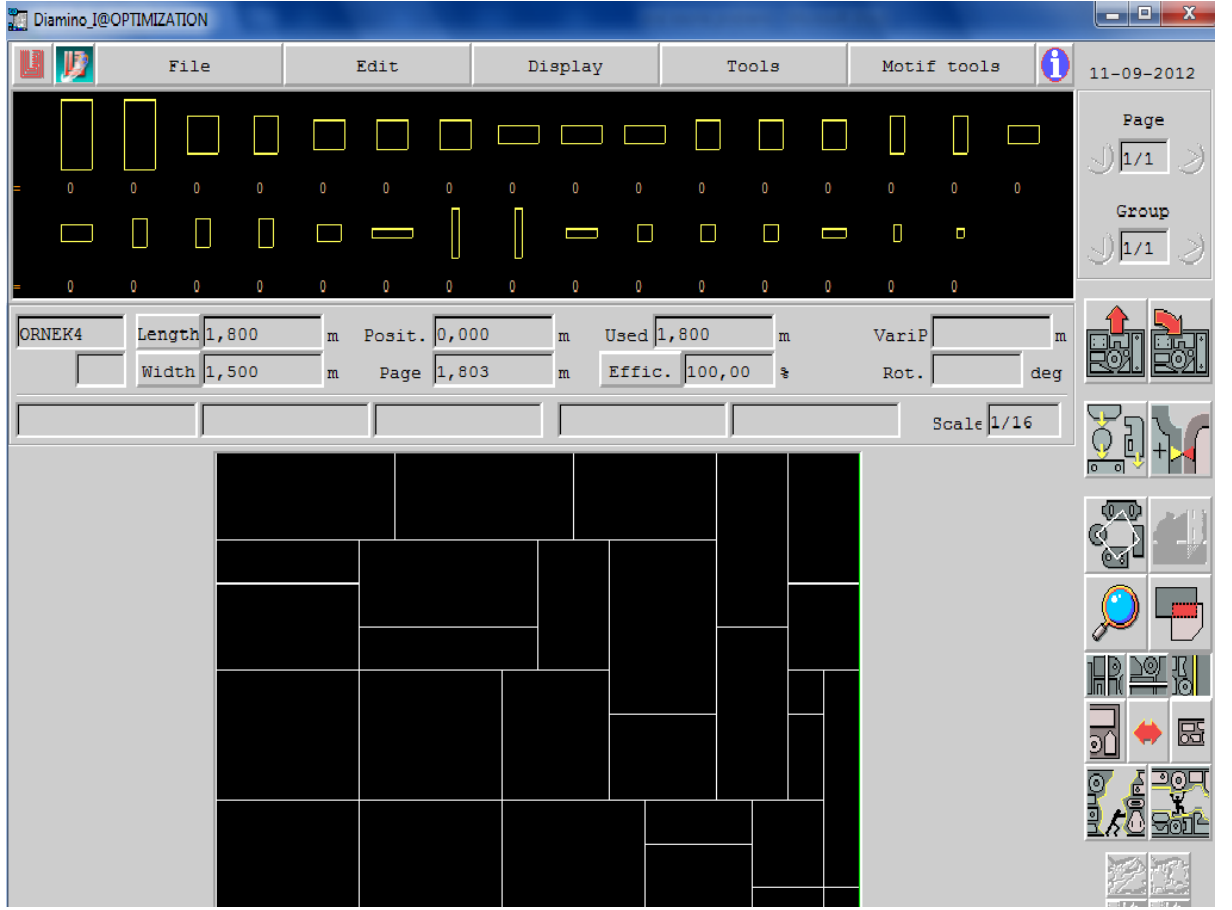 Diamino_I@OPTIMIZATION
File Edit Display Tools Motif tools i 11-09-2012
Page
1/1
= 0 0 0 0 0 0 0 0 0 0 0 0 0 0 0 0
Group
1/1
= 0 0 0 0 0 0 0 0 0 0 0 0 0 0 0
ORNEK4 Length 1,800 m Posit. 0,000 m Used 1,800 m VariP m
Width 1,500 m Page 1,803 m Effic. 100,00 % Rot. deg
Scale 1/16